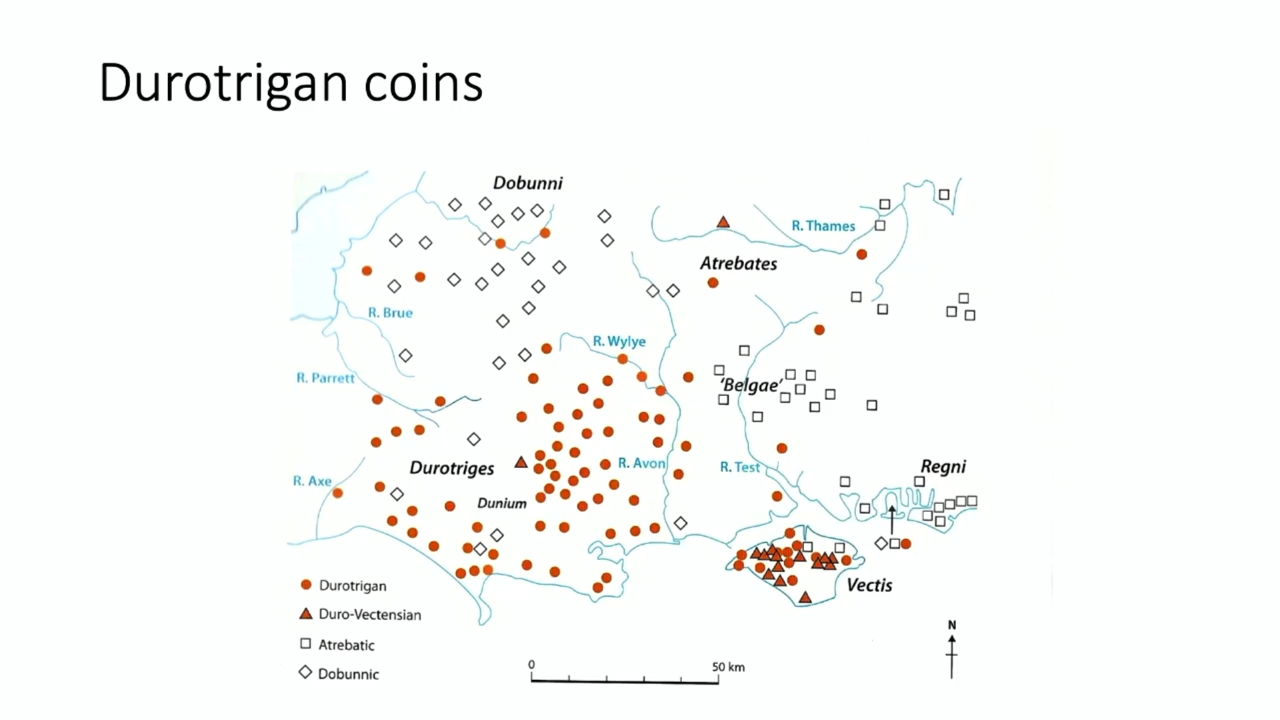 Durotrigan coins
Dobunni
R. Thames
Atrebates
R. Brue
R. Wylye
R. Parrett
'Belgae'
Durotriges
R. Avon
R. Test
Regni
R. Axe
Dunium
Vectis
Durotrigan
Duro-Vectensian
Atrebatic
Dobunnic
0
50 km
N